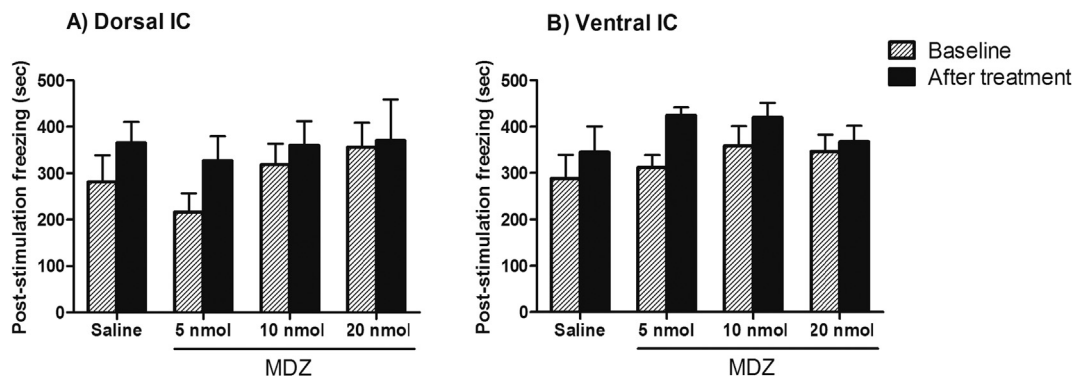 A) Dorsal IC
Post-stimulation freezing (sec)
500
400
300
200
100
0
Saline 5 nmol 10 nmol 20 nmol
MDZ
B) Ventral IC
Post-stimulation freezing (sec)
500
400
300
200
100
0
Saline 5 nmol 10 nmol 20 nmol
MDZ
Baseline
After treatment